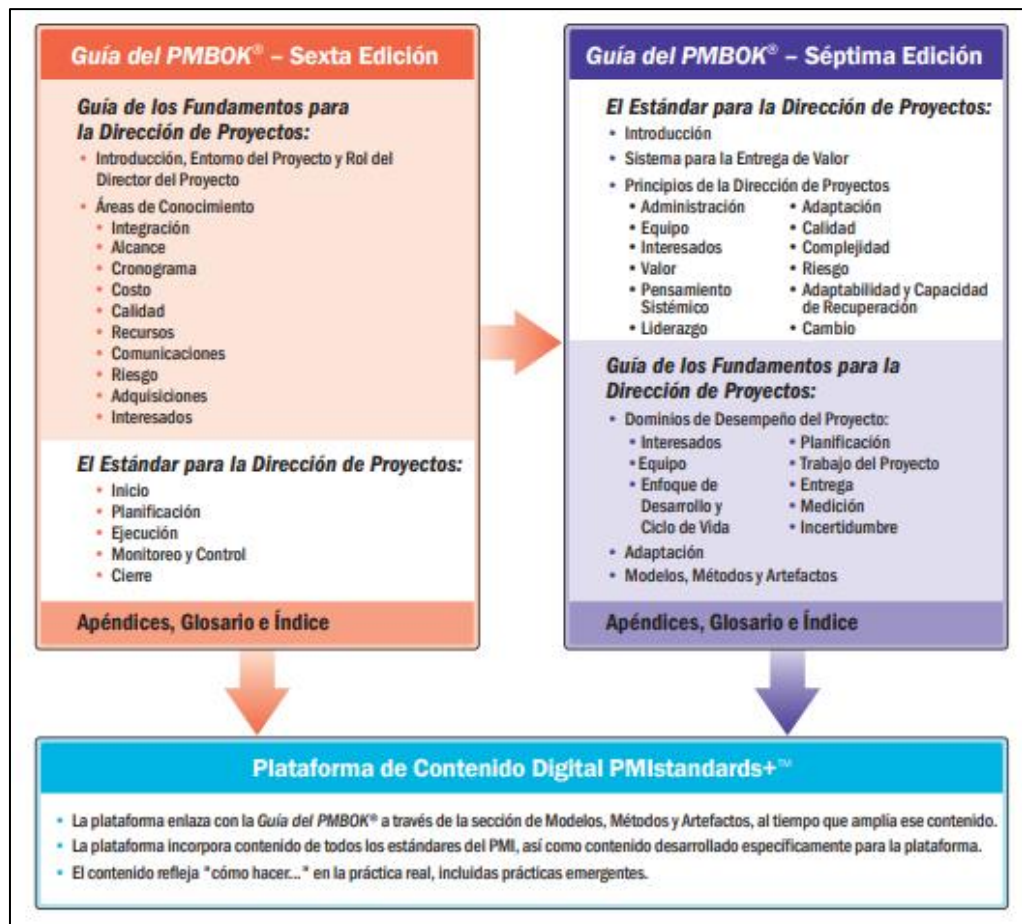 Guía del PMBOK® – Sexta Edición
Guía de los Fundamentos para
la Dirección de Proyectos:
• Introducción, Entorno del Proyecto y Rol del
Director del Proyecto
• Áreas de Conocimiento
• Integración
• Alcance
• Cronograma
• Costo
• Calidad
• Recursos
• Comunicaciones
• Riesgo
• Adquisiciones
• Interesados
El Estándar para la Dirección de Proyectos:
• Inicio
• Planificación
• Ejecución
• Monitoreo y Control
• Cierre
Apéndices, Glosario e Índice
Guía del PMBOK® – Séptima Edición
El Estándar para la Dirección de Proyectos:
• Introducción
• Sistema para la Entrega de Valor
• Principios de la Dirección de Proyectos
• Administración
• Equipo
• Interesados
• Valor
• Pensamiento
Sistémico
• Liderazgo
• Adaptación
• Calidad
• Complejidad
• Riesgo
• Adaptabilidad y Capacidad
de Recuperación
• Cambio
Guía de los Fundamentos para la
Dirección de Proyectos:
• Dominios de Desempeño del Proyecto:
• Interesados
• Equipo
• Enfoque de
Desarrollo y
Ciclo de Vida
• Planificación
• Trabajo del Proyecto
• Entrega
• Medición
• Incertidumbre
• Adaptación
• Modelos, Métodos y Artefactos
Apéndices, Glosario e Índice
Plataforma de Contenido Digital PMIstandards+™
• La plataforma enlaza con la Guía del PMBOK® a través de la sección de Modelos, Métodos y Artefactos, al tiempo que amplía ese contenido.
• La plataforma incorpora contenido de todos los estándares del PMI, así como contenido desarrollado específicamente para la plataforma.
• El contenido refleja "cómo hacer..." en la práctica real, incluidas prácticas emergentes.